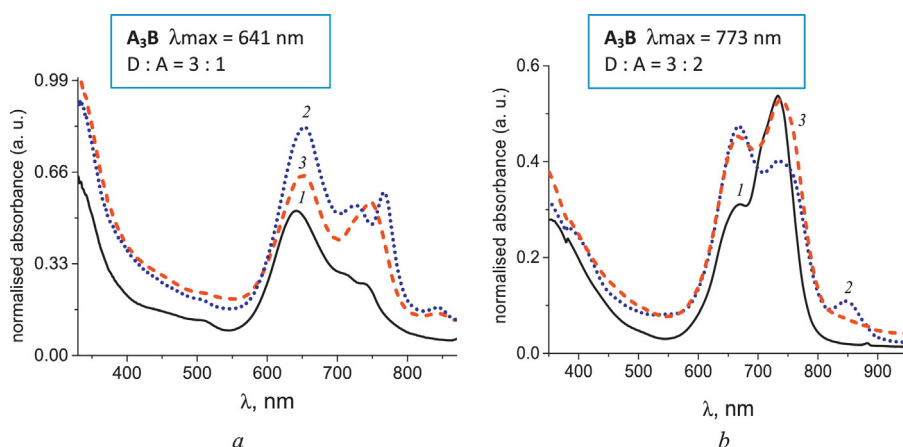 A₃B λmax = 641 nm
D : A = 3 : 1
0.99
0.66
0.33
0.00
normalised absorbance (a. u.)
2
3
1
400 500 600 700 800
λ, nm
a
A₃B λmax = 773 nm
D : A = 3 : 2
0.6
0.4
0.2
0.0
normalised absorbance (a. u.)
3
1
2
400 500 600 700 800 900
λ, nm
b